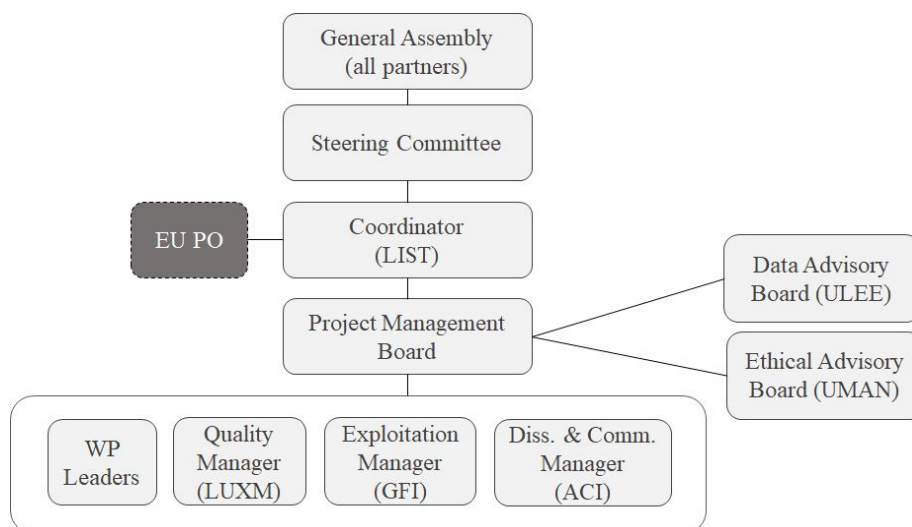 General Assembly
(all partners)
Steering Committee
EU PO
Coordinator
(LIST)
Data Advisory
Board (ULEE)
Project Management
Board
Ethical Advisory
Board (UMAN)
WP
Leaders
Quality
Manager
(LUXM)
Exploitation
Manager
(GFI)
Diss. & Comm.
Manager
(ACI)